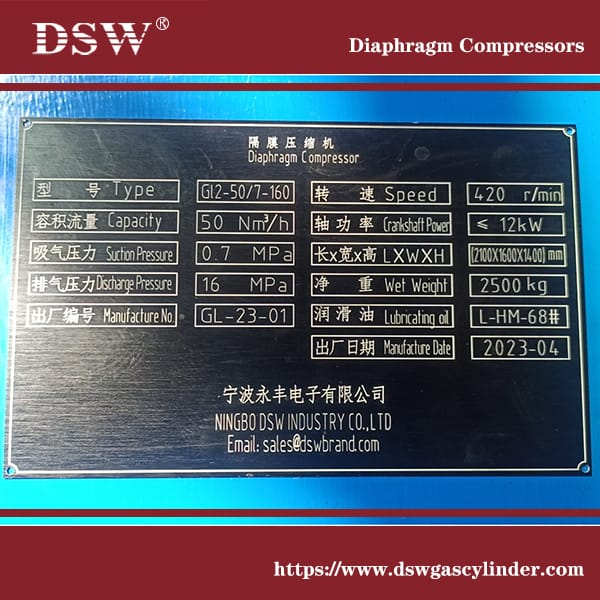 DSW®
Diaphragm Compressors
隔膜压缩机
Diaphragm Compressor
型 号 Type G12-50/7-160 转 速 Speed 420 r/min
容积流量 Capacity 50 Nm³/h 轴功率 Crankshaft Power ≤ 12kW
吸气压力 Suction Pressure 0.7 MPa 长x宽x高 LXWXH (2100X1600X1400) mm
排气压力 Discharge Pressure 16 MPa 净 重 Wet Weight 2500 kg
出厂编号 Manufacture No. GL-23-01 润滑油 Lubricating oil L-HM-68#
出厂日期 Manufacture Date 2023-04
宁波永丰电子有限公司
NINGBO DSW INDUSTRY CO.,LTD
Email: sales@dswbrand.com
https://www.dswgascylinder.com